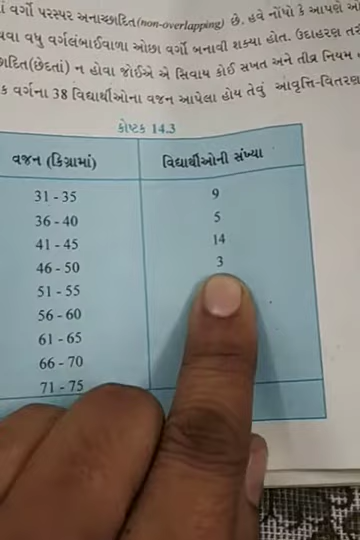 વર્ગો પરસ્પર અનાચ્છાદિત(non-overlapping) છે. હવે નોંધો કે આપણે
વધુ વર્ગલંબાઈવાળા ઓછા વર્ગો બનાવી શક્યા હોત. ઉદાહરણ
(છેદતાં) ન હોવા જોઈએ એ સિવાય કોઈ સખત અને તીવ્ર નિયમ
ક વર્ગના 38 વિદ્યાર્થીઓના વજન આપેલા હોય તેવું આવૃત્તિ-વિતરણ
કોષ્ટક 14.3
વજન (કિગ્રામાં) વિદ્યાર્થીઓની સંખ્યા
31 - 35 9
36 - 40 5
41 - 45 14
46 - 50 3
51 - 55
56 - 60
61 - 65
66 - 70
71 - 75